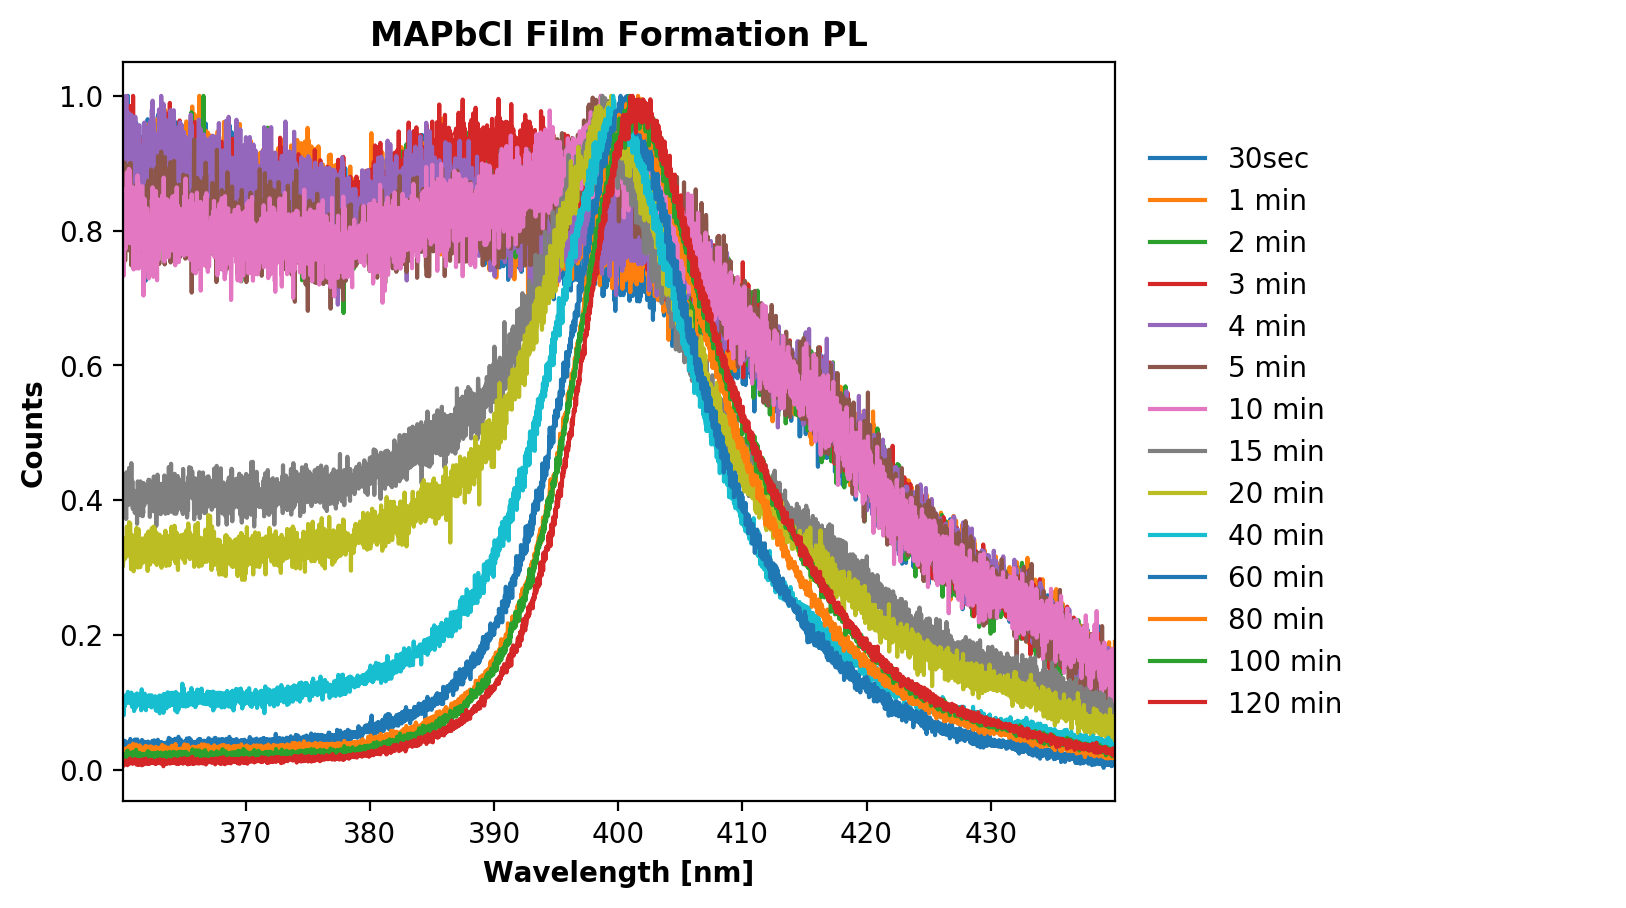 MAPbCl Film Formation PL
1.0
0.8
0.6
0.4
0.2
0.0
Counts
370 380 390 400 410 420 430
Wavelength [nm]
30sec
1 min
2 min
3 min
4 min
5 min
10 min
15 min
20 min
40 min
60 min
80 min
100 min
120 min